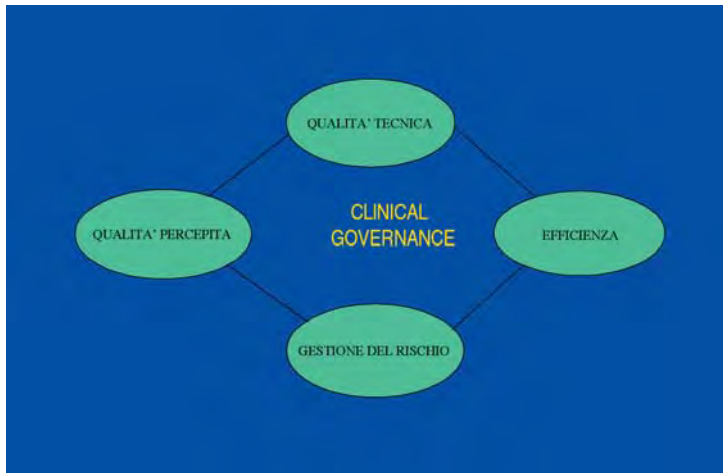 QUALITA' TECNICA
QUALITA' PERCEPITA
CLINICAL
GOVERNANCE
EFFICIENZA
GESTIONE DEL RISCHIO